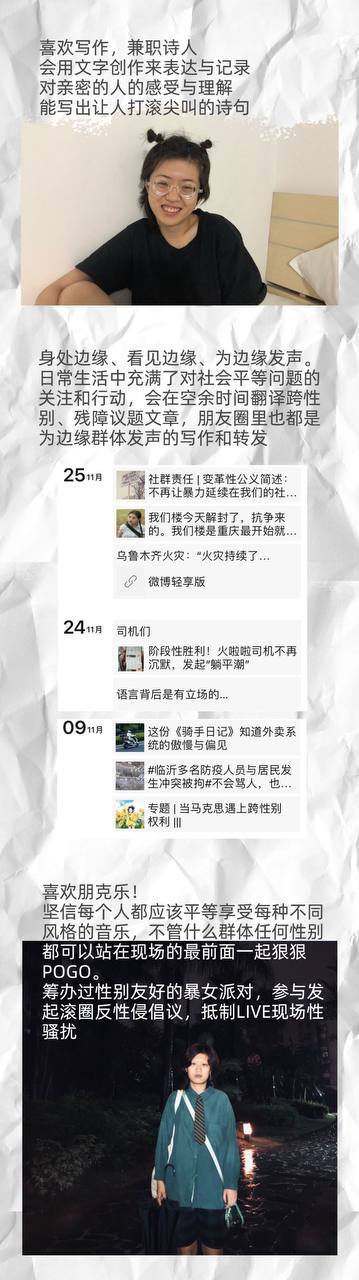 喜欢写作，兼职诗人
会用文字创作来表达与记录
对亲密的人的感受与理解
能写出让人打滚尖叫的诗句
身处边缘、看见边缘、为边缘发声。
日常生活中充满了对社会平等问题的
关注和行动，会在空余时间翻译跨性
别、残障议题文章，朋友圈里也都是
为边缘群体发声的写作和转发
25 11月
社群责任 | 变革性公义简述：
不再让暴力延续在我们的社...
我们楼今天解封了，抗争来
的。我们楼是重庆最开始就...
乌鲁木齐火灾：“火灾持续了...
微博轻享版
24 11月
司机们
阶段性胜利！火啦啦司机不再
沉默，发起“躺平潮”
语言背后是有立场的...
09 11月
这份《骑手日记》知道外卖系
统的傲慢与偏见
#临沂多名防疫人员与居民发
生冲突被拘#不会骂人，也...
专题 | 当马克思遇上跨性别
权利 |||
喜欢朋克乐！
坚信每个人都应该平等享受每种不同
风格的音乐，不管什么群体任何性别
都可以站在现场的最前面一起狠狠
POGO。
筹办过性别友好的暴女派对，参与发
起滚圈反性侵倡议，抵制LIVE现场性
骚扰